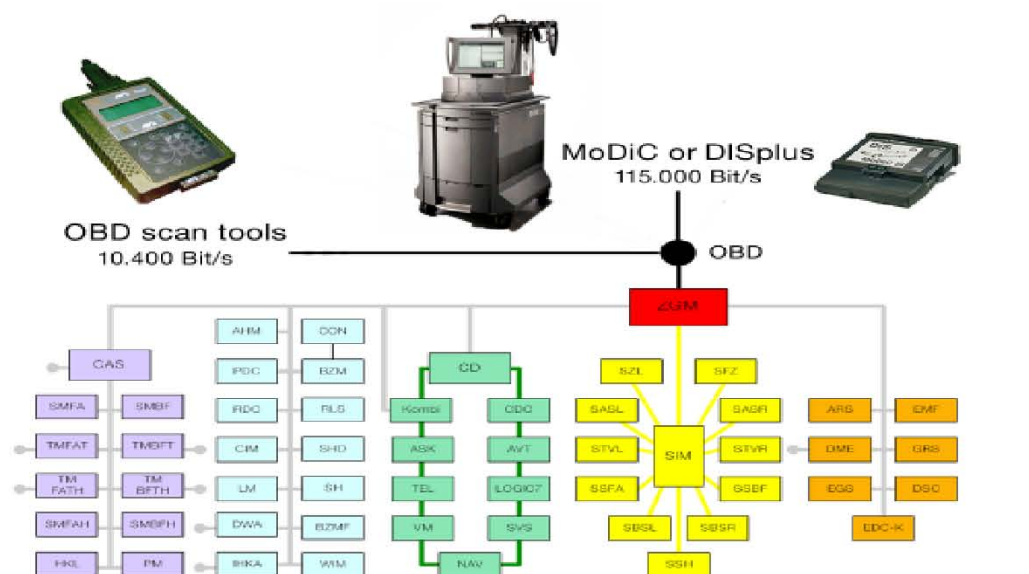 MoDiC or DISplus
115.000 Bit/s
OBD scan tools
10.400 Bit/s
OBD
ZGM
AHM
CON
CAS
PDC
BZM
CD
SZL
SFZ
SMFA
SMBF
RDC
RLS
Kombi
CDC
SASL
SASR
ARS
EMF
TMFAT
TMBFT
CIM
SHD
ASK
AVT
STVL
SIM
STVR
DME
GRS
TM
FATH
TM
BFTH
LM
SH
TEL
LOGIC7
SSFA
SSBF
EGS
DSC
SMFAH
SMBFH
DWA
BZMF
VM
SVS
SBSL
SBSR
EDC-K
HKL
PM
IHKA
WIM
NAV
SSH